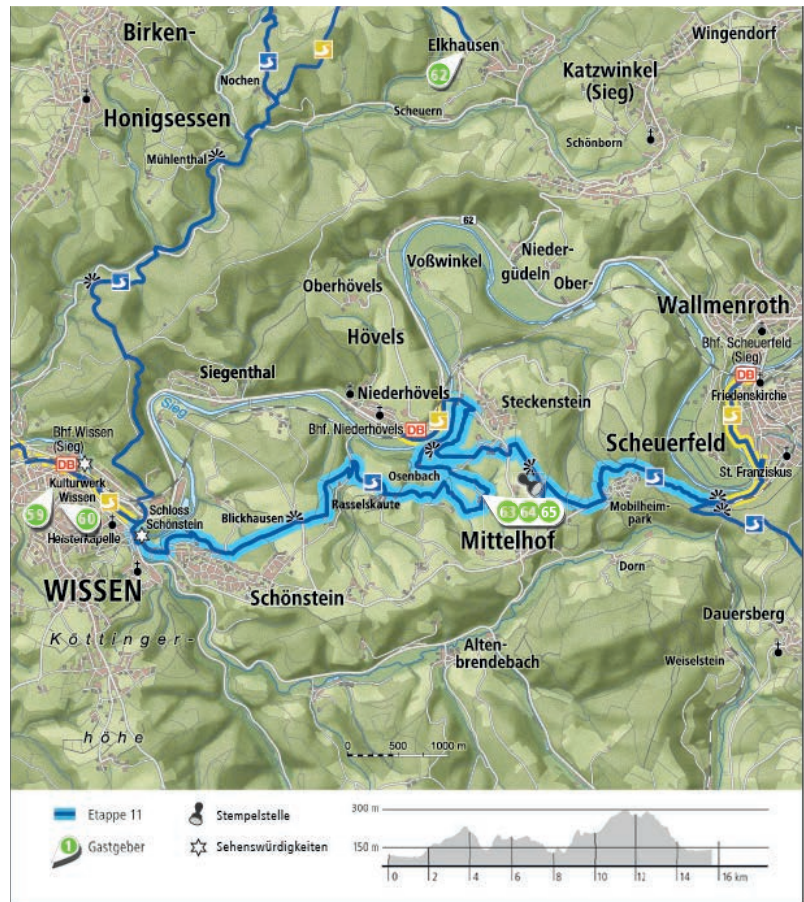 Birken-
Honigsessen
Nochen
Mühlenthal
Elkhausen
62
Scheuern
Wingendorf
Katzwinkel
(Sieg)
Schönborn
62
Voßwinkel
Nieder-
güdeln
Ober-
Oberhövels
Hövels
Wallmenroth
Bhf. Scheuerfeld
(Sieg)
DB
Friedenskirche
Siegenthal
Sieg
Niederhövels
DB
Bhf. Niederhövels
Steckenstein
Scheuerfeld
St. Franziskus
Bhf.Wissen
(Sieg)
DB
Kulturwerk
Wissen
59
60
Heisterkapelle
Schloss
Schönstein
Blickhausen
Rasselskaute
Osenbach
63 64 65
Mittelhof
Mobilheim-
park
WISSEN
Schönstein
Dorn
Dauersberg
Köttinger-
höhe
Alten-
brendebach
Weiselstein
0 500 1000 m
Etappe 11
Stempelstelle
1 Gastgeber
Sehenswürdigkeiten
300 m
150 m
0 2 4 6 8 10 12 14 16 km